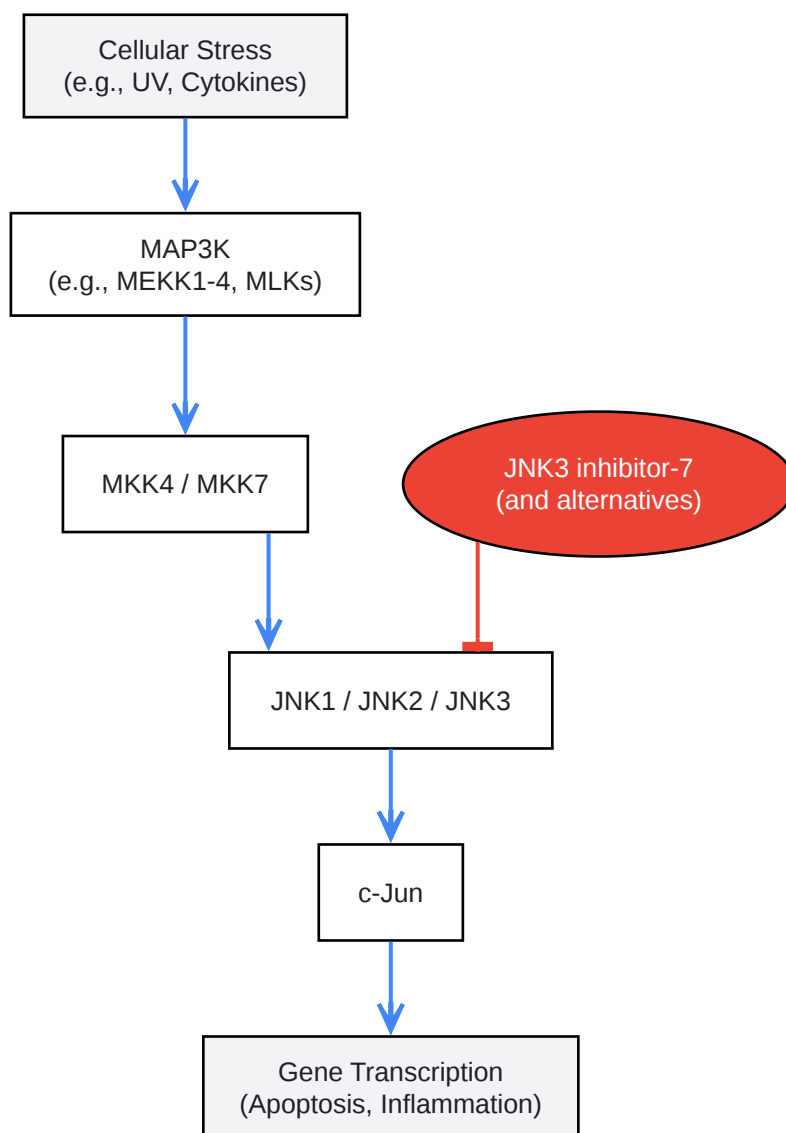 Cellular Stress
(e.g., UV, Cytokines)
MAP3K
(e.g., MEKK1-4, MLKs)
MKK4 / MKK7
JNK3 inhibitor-7
(and alternatives)
JNK1 / JNK2 / JNK3
c-Jun
Gene Transcription
(Apoptosis, Inflammation)